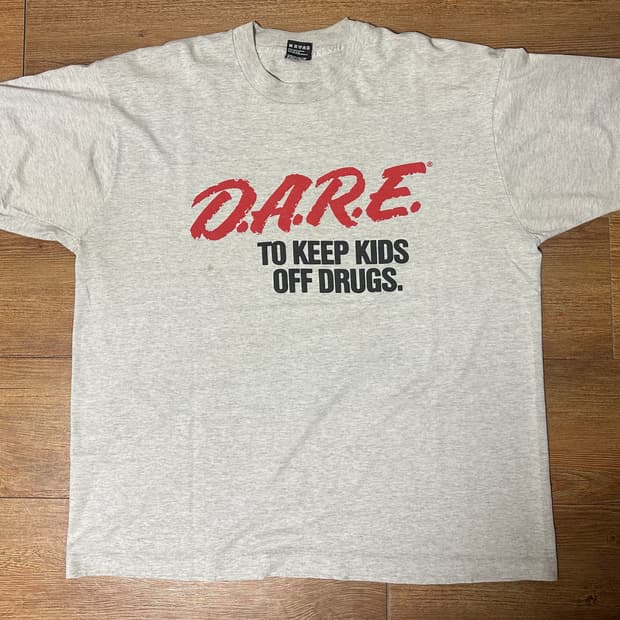 D.A.R.E.®
TO KEEP KIDS
OFF DRUGS.